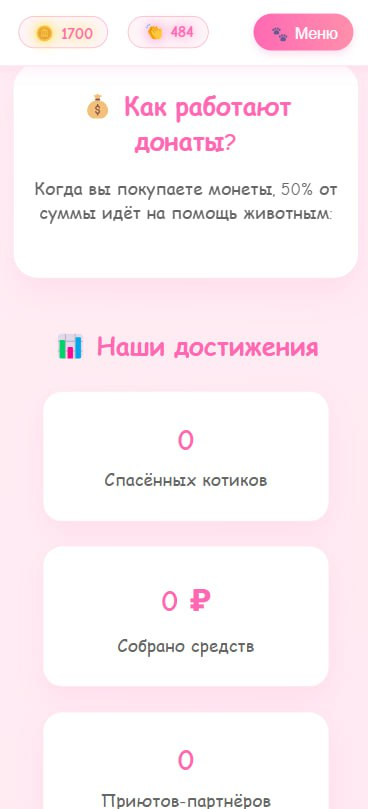 1700
484
Меню
Как работают
донаты?
Когда вы покупаете монеты, 50% от
суммы идёт на помощь животным:
Наши достижения
0
Спасённых котиков
0 ₽
Собрано средств
0
Приютов-партнёров